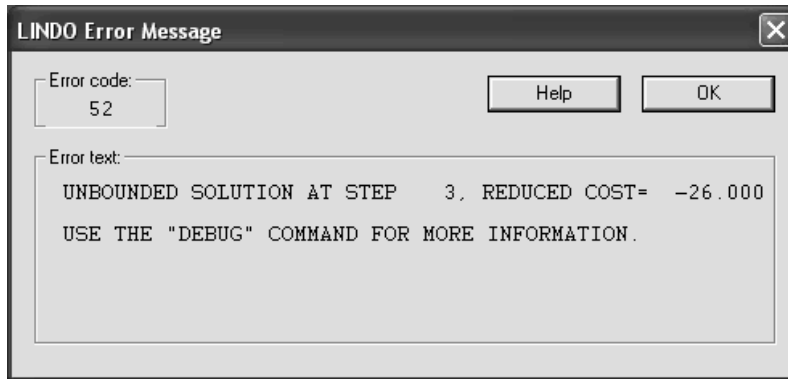 LINDO Error Message
Error code:
52
Help
OK
Error text:
UNBOUNDED SOLUTION AT STEP 3, REDUCED COST= -26.000
USE THE "DEBUG" COMMAND FOR MORE INFORMATION.